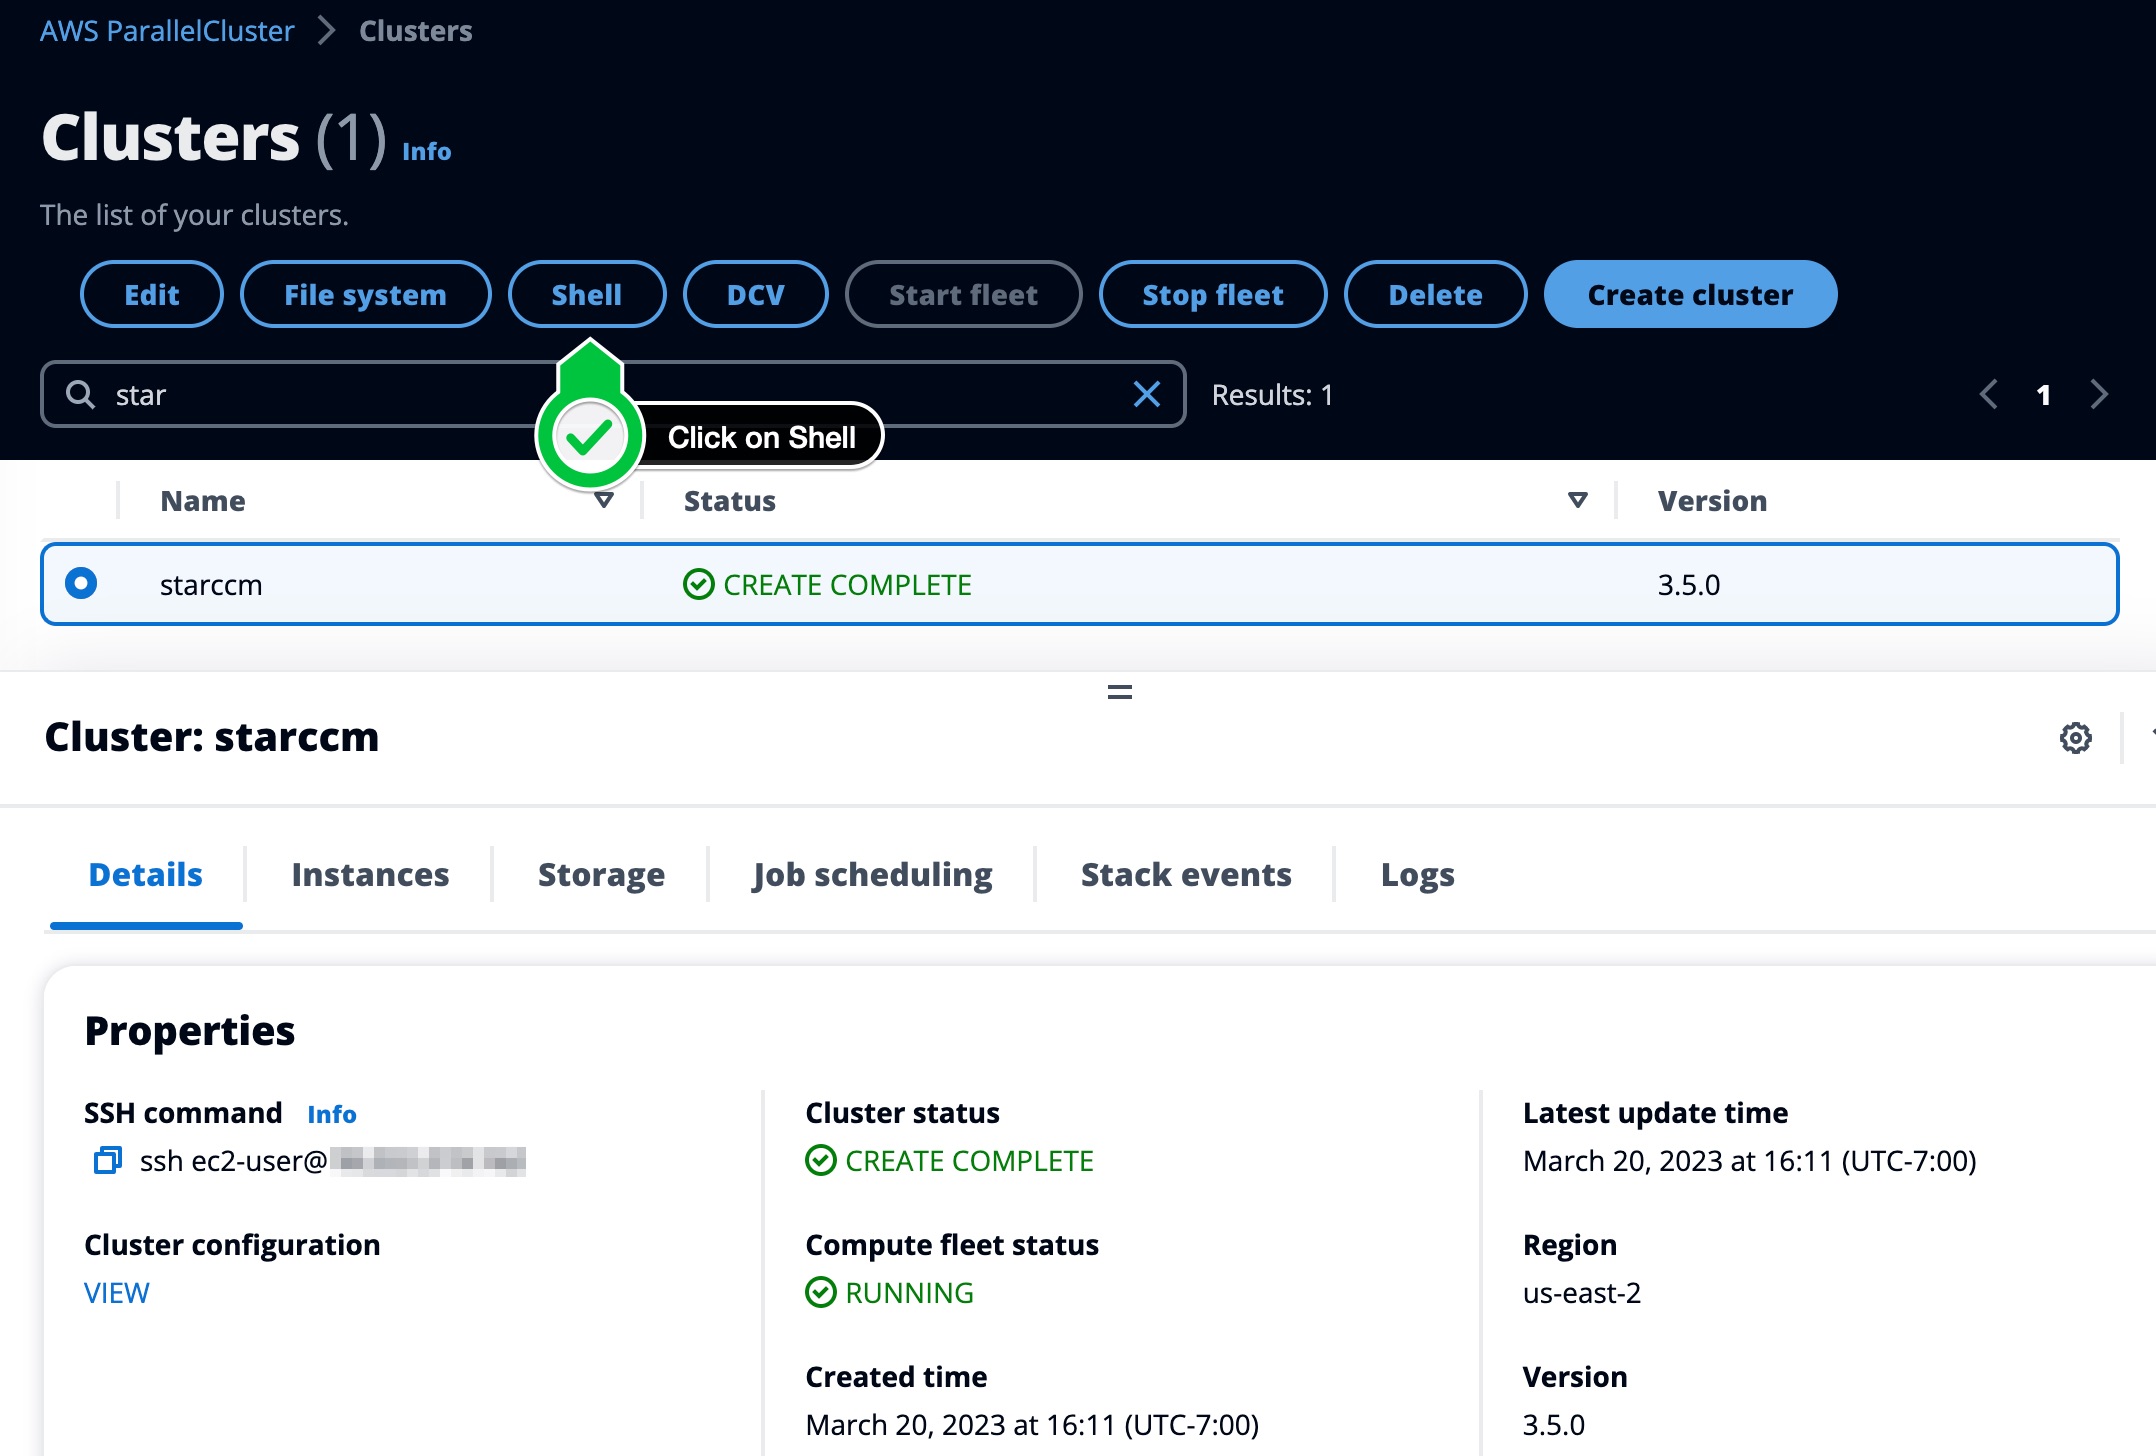 AWS ParallelCluster > Clusters
Clusters (1) Info
The list of your clusters.
Edit File system Shell DCV Start fleet Stop fleet Delete Create cluster
star Results: 1 1
Click on Shell
Name Status Version
starccm CREATE COMPLETE 3.5.0
Cluster: starccm
Details Instances Storage Job scheduling Stack events Logs
Properties
SSH command Info
ssh ec2-user@
Cluster configuration
VIEW
Cluster status
CREATE COMPLETE
Compute fleet status
RUNNING
Created time
March 20, 2023 at 16:11 (UTC-7:00)
Latest update time
March 20, 2023 at 16:11 (UTC-7:00)
Region
us-east-2
Version
3.5.0